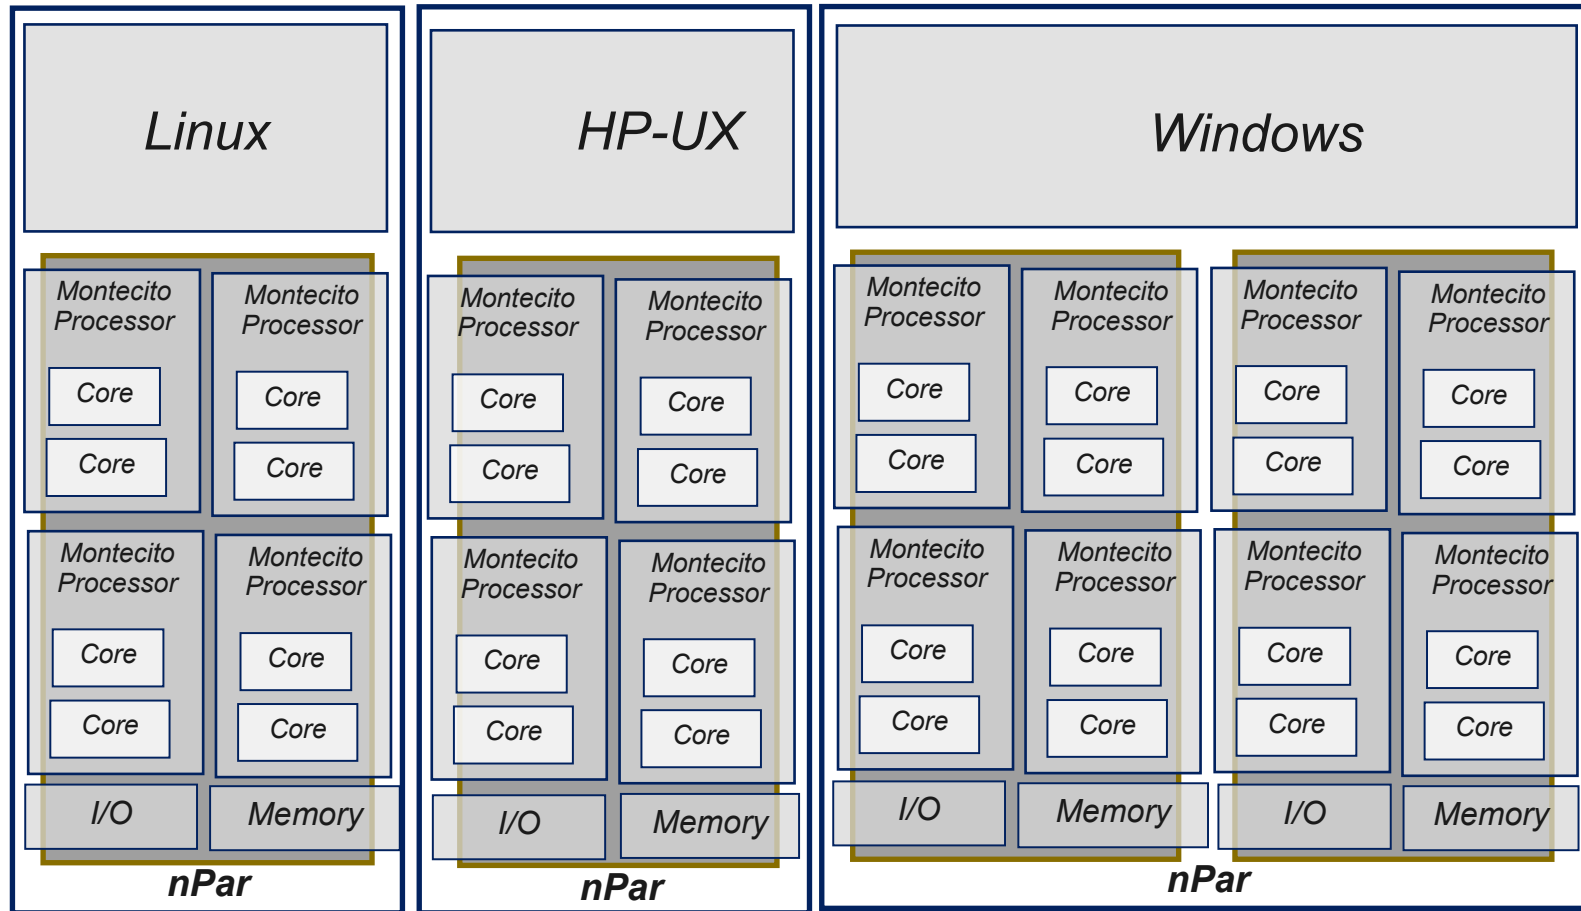 Linux
Montecito
Processor
Core
Core
Montecito
Processor
Core
Core
Montecito
Processor
Core
Core
Montecito
Processor
Core
Core
I/O
Memory
nPar
HP-UX
Montecito
Processor
Core
Core
Montecito
Processor
Core
Core
Montecito
Processor
Core
Core
Montecito
Processor
Core
Core
I/O
Memory
nPar
Windows
Montecito
Processor
Core
Core
Montecito
Processor
Core
Core
Montecito
Processor
Core
Core
Montecito
Processor
Core
Core
I/O
Memory
Montecito
Processor
Core
Core
Montecito
Processor
Core
Core
Montecito
Processor
Core
Core
Montecito
Processor
Core
Core
I/O
Memory
nPar